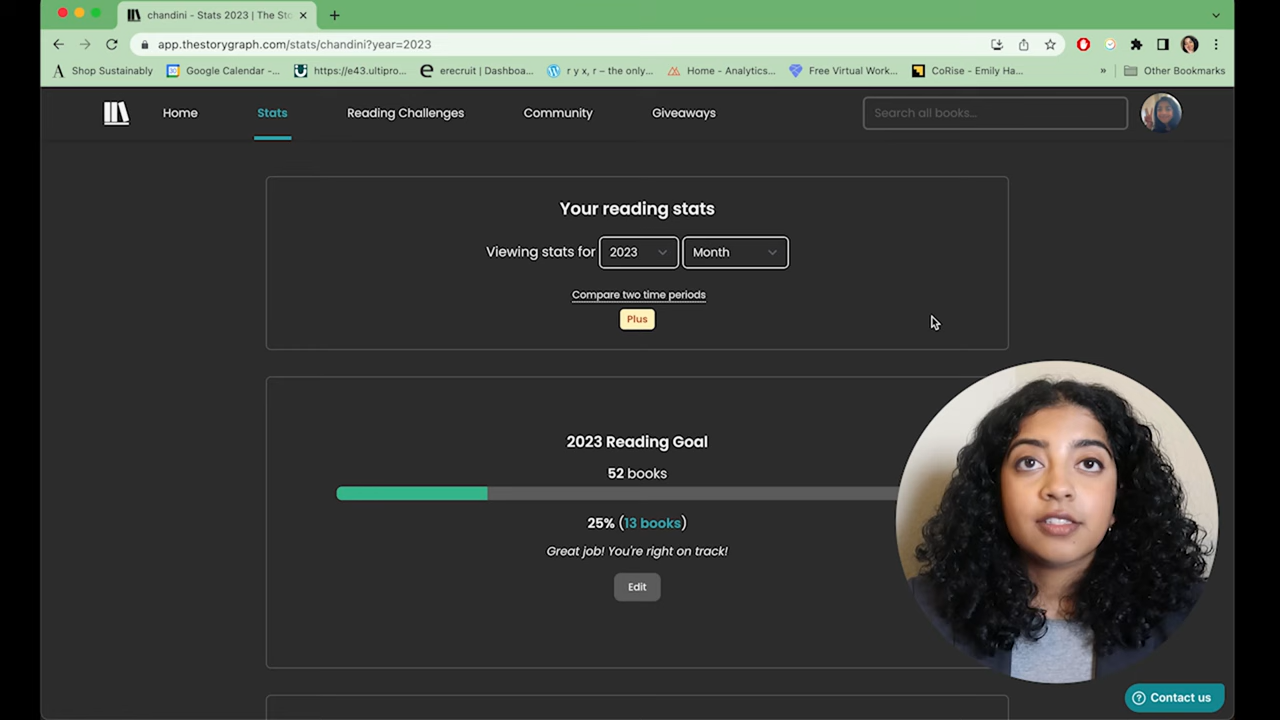 chandini - Stats 2023 | The Sto
app.thestorygraph.com/stats/chandini?year=2023
Shop Sustainably
Google Calendar -...
https://e43.ultipro...
erecruit | Dashboa...
r y x, r – the only...
Home - Analytics...
Free Virtual Work...
CoRise - Emily Ha...
»
Other Bookmarks
Home
Stats
Reading Challenges
Community
Giveaways
Search all books...
Your reading stats
Viewing stats for 2023 Month
Compare two time periods
Plus
2023 Reading Goal
52 books
25% (13 books)
Great job! You're right on track!
Edit
Contact us